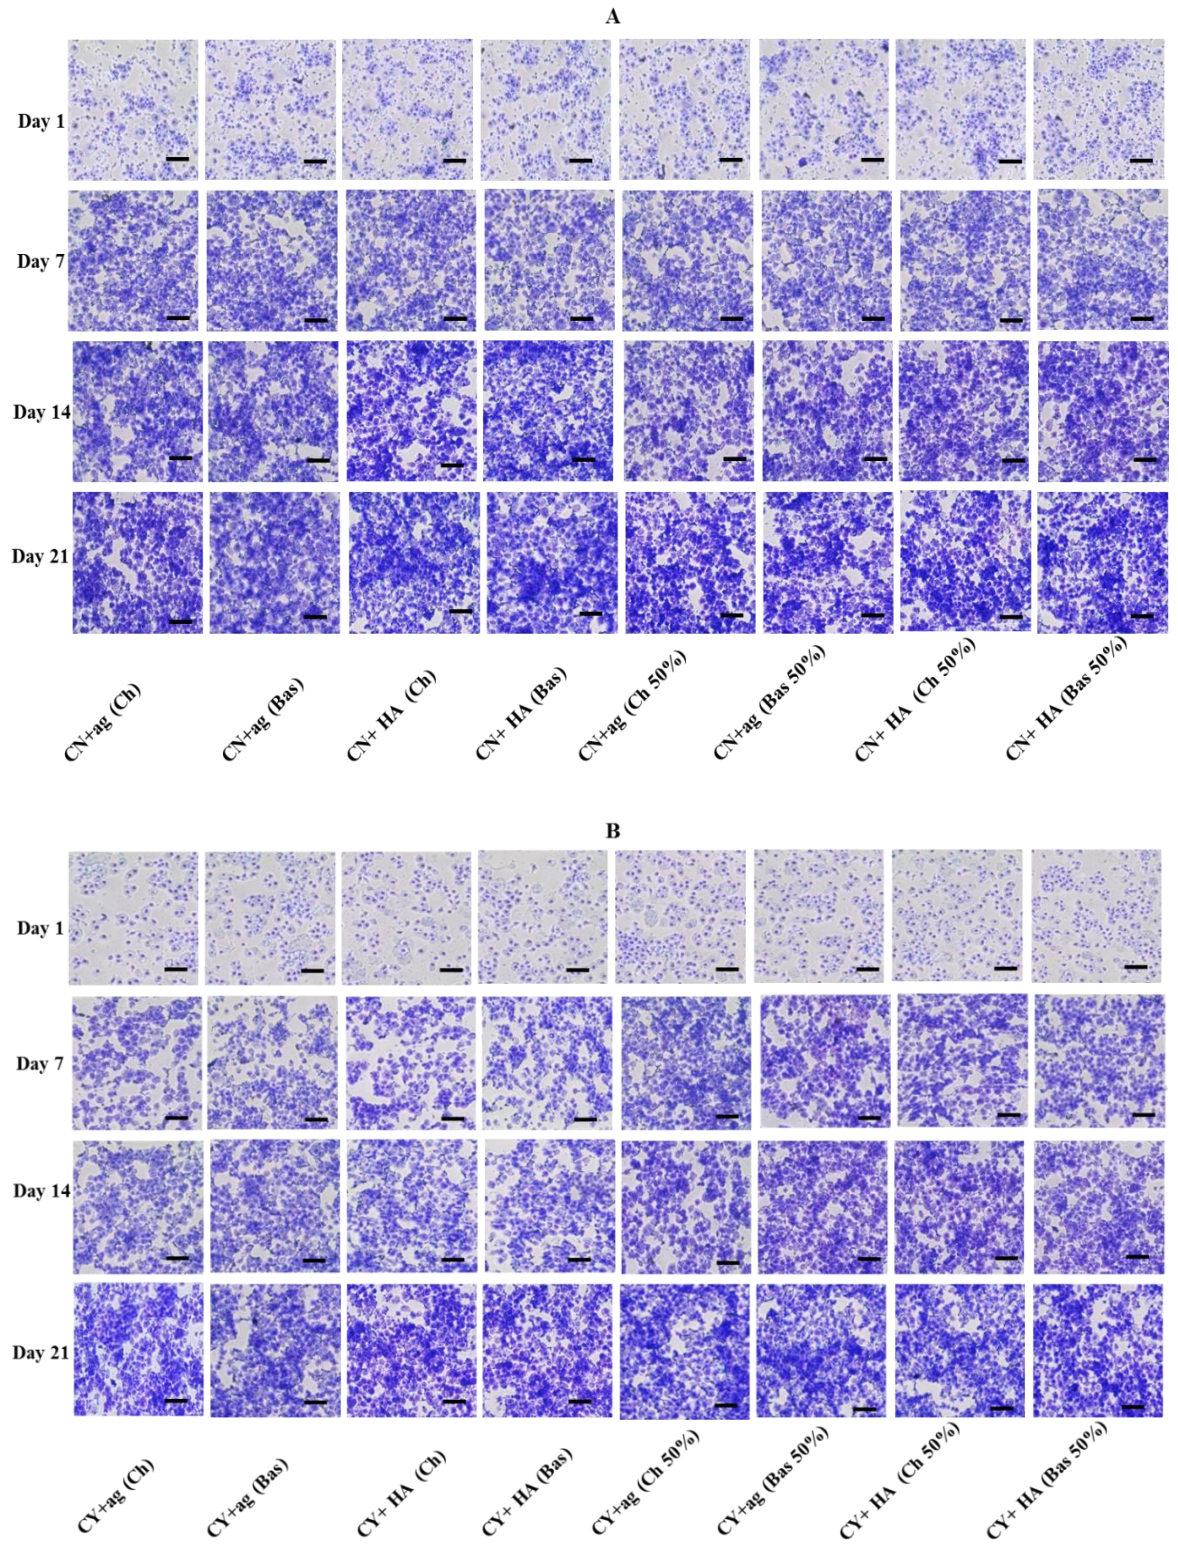 A
Day 1
Day 7
Day 14
Day 21
CN+ag (Ch)
CN+ag (Bas)
CN+ HA (Ch)
CN+ HA (Bas)
CN+ag (Ch 50%)
CN+ag (Bas 50%)
CN+ HA (Ch 50%)
CN+ HA (Bas 50%)
B
Day 1
Day 7
Day 14
Day 21
CY+ag (Ch)
CY+ag (Bas)
CY+ HA (Ch)
CY+ HA (Bas)
CY+ag (Ch 50%)
CY+ag (Bas 50%)
CY+ HA (Ch 50%)
CY+ HA (Bas 50%)